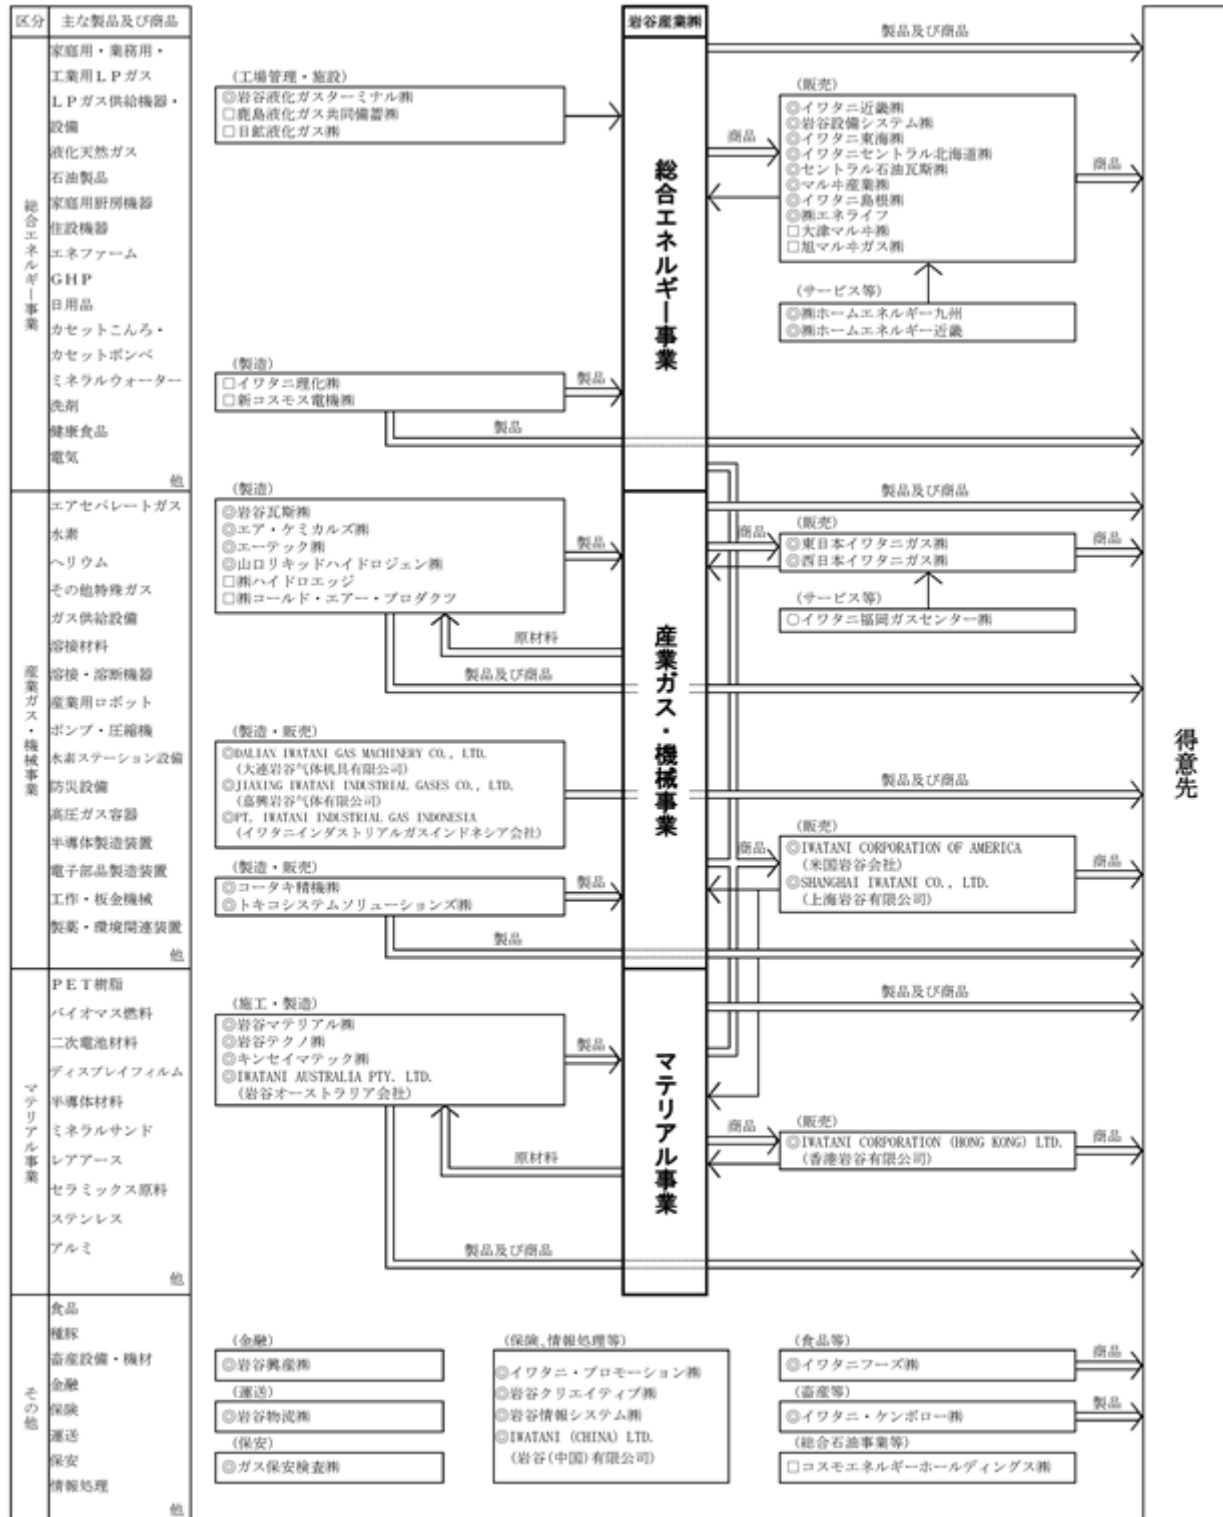 区分
主な製品及び商品
岩谷産業㈱
総合エネルギー事業
家庭用・業務用・
工業用LPガス
LPガス供給機器・
設備
液化天然ガス
石油製品
家庭用厨房機器
住設機器
エネファーム
GHP
日用品
カセットこんろ・
カセットボンベ
ミネラルウォーター
洗剤
健康食品
電気
他
(工場管理・施設)
◎岩谷液化ガスターミナル㈱
□鹿島液化ガス共同備蓄㈱
□日鉱液化ガス㈱
(製造)
□イワタニ理化㈱
□新コスモス電機㈱
製品
製品
総合エネルギー事業
製品及び商品
商品
(販売)
◎イワタニ近畿㈱
◎岩谷設備システム㈱
◎イワタニ東海㈱
◎イワタニセントラル北海道㈱
◎セントラル石油瓦斯㈱
◎マルヰ産業㈱
◎イワタニ島根㈱
◎㈱エネライフ
□大津マルヰ㈱
□旭マルヰガス㈱
商品
(サービス等)
◎㈱ホームエネルギー九州
◎㈱ホームエネルギー近畿
産業ガス・機械事業
エアセパレートガス
水素
ヘリウム
その他特殊ガス
ガス供給設備
溶接材料
溶接・溶断機器
産業用ロボット
ポンプ・圧縮機
水素ステーション設備
防災設備
高圧ガス容器
半導体製造装置
電子部品製造装置
工作・板金機械
製薬・環境関連装置
他
(製造)
◎岩谷瓦斯㈱
◎エア・ケミカルズ㈱
◎エーテック㈱
◎山口リキッドハイドロジェン㈱
□㈱ハイドロエッジ
□㈱コールド・エアー・プロダクツ
製品
原材料
製品及び商品
(製造・販売)
◎DALIAN IWATANI GAS MACHINERY CO., LTD.
(大連岩谷气体机具有限公司)
◎JIAXING IWATANI INDUSTRIAL GASES CO., LTD.
(嘉興岩谷气体有限公司)
◎PT. IWATANI INDUSTRIAL GAS INDONESIA
(イワタニインダストリアルガスインドネシア会社)
(製造・販売)
◎コータキ精機㈱
◎トキコシステムソリューションズ㈱
製品
製品
産業ガス・機械事業
製品及び商品
商品
(販売)
◎東日本イワタニガス㈱
◎西日本イワタニガス㈱
商品
(サービス等)
○イワタニ福岡ガスセンター㈱
製品及び商品
商品
(販売)
◎IWATANI CORPORATION OF AMERICA
(米国岩谷会社)
◎SHANGHAI IWATANI CO., LTD.
(上海岩谷有限公司)
商品
マテリアル事業
PET樹脂
バイオマス燃料
二次電池材料
ディスプレイフィルム
半導体材料
ミネラルサンド
レアアース
セラミックス原料
ステンレス
アルミ
他
(施工・製造)
◎岩谷マテリアル㈱
◎岩谷テクノ㈱
◎キンセイマテック㈱
◎IWATANI AUSTRALIA PTY. LTD.
(岩谷オーストラリア会社)
製品
原材料
製品及び商品
マテリアル事業
製品及び商品
商品
(販売)
◎IWATANI CORPORATION (HONG KONG) LTD.
(香港岩谷有限公司)
商品
その他
食品
種豚
畜産設備・機材
金融
保険
運送
保安
情報処理
他
(金融)
◎岩谷興産㈱
(運送)
◎岩谷物流㈱
(保安)
◎ガス保安検査㈱
(保険、情報処理等)
◎イワタニ・プロモーション㈱
◎岩谷クリエイティブ㈱
◎岩谷情報システム㈱
◎IWATANI (CHINA) LTD.
(岩谷(中国)有限公司)
(食品等)
◎イワタニフーズ㈱
商品
(畜産等)
◎イワタニ・ケンボロー㈱
製品
(総合石油事業等)
□コスモエネルギーホールディングス㈱
得意先